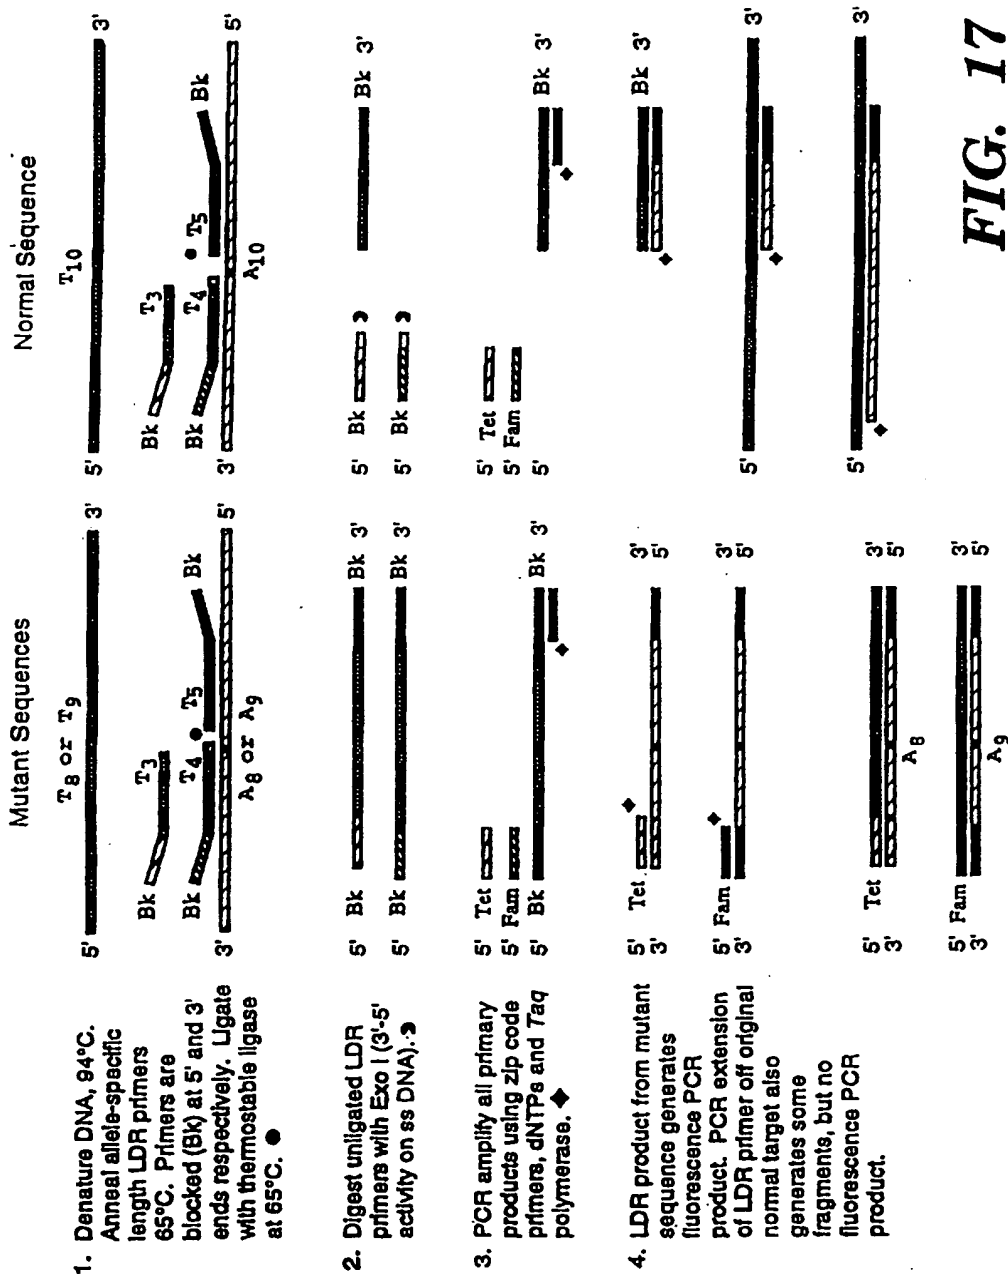 Mutant Sequences
Normal Sequence
1. Denature DNA, 94°C.
Anneal allele-specific
length LDR primers
65°C. Primers are
blocked (Bk) at 5' and 3'
ends respectively. Ligate
with thermostable ligase
at 65°C. ●
5' T8 or T9 3'
Bk T3
Bk T4 ● T5 Bk
3' A8 or A9 5'
5' T10 3'
Bk T3
Bk T4 ● T5 Bk
3' A10 5'
2. Digest unligated LDR
primers with Exo I (3'-5'
activity on ss DNA).
5' Bk Bk 3'
Bk Bk 3'
5' Bk Bk 3'
5' Bk
3. PCR amplify all primary
products using zip code
primers, dNTPs and Taq
polymerase. ◆
5' Tet
5' Fam
5' Bk Bk 3'
◆
5' Tet
5' Fam
5' Bk 3'
◆
4. LDR product from mutant
sequence generates
fluorescence PCR
product. PCR extension
of LDR primer off original
normal target also
generates some
fragments, but no
fluorescence PCR
product.
5' Tet ◆ 3'
3' 5'
5' Fam ◆ 3'
3' 5'
5' Tet 3'
3' 5'
A8
5' Fam 3'
3' 5'
A9
Bk 3'
◆
5' 3'
◆
5' 3'
◆
FIG. 17